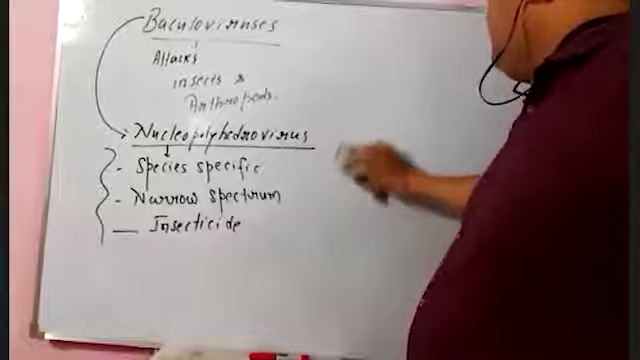 Baculoviruses
Attacks
insects &
Arthropods.
Nucleopolyhedrovirus
- Species specific
- Narrow spectrum
— Insecticide